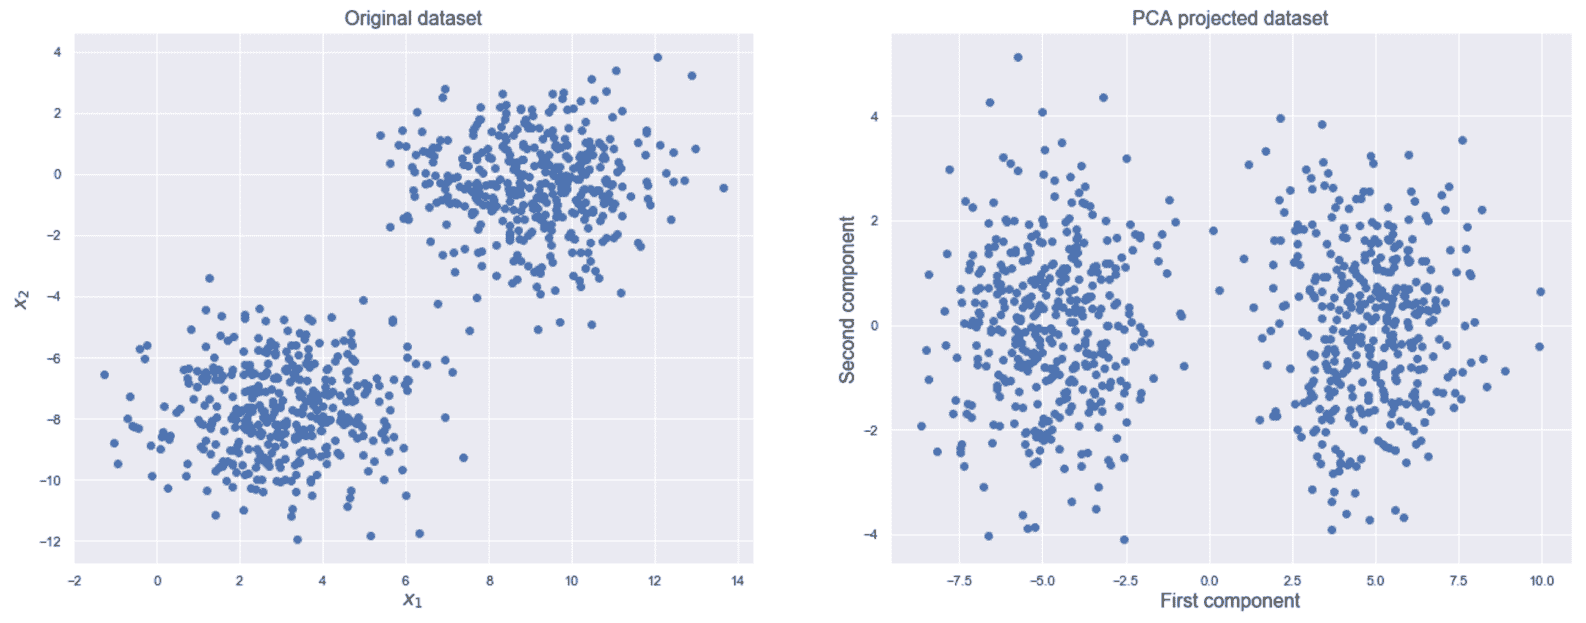 Original dataset
4
2
0
−2
−4
−6
−8
−10
−12
x2
−2 0 2 4 6 8 10 12 14
x1
PCA projected dataset
4
2
0
−2
−4
Second component
−7.5 −5.0 −2.5 0.0 2.5 5.0 7.5 10.0
First component